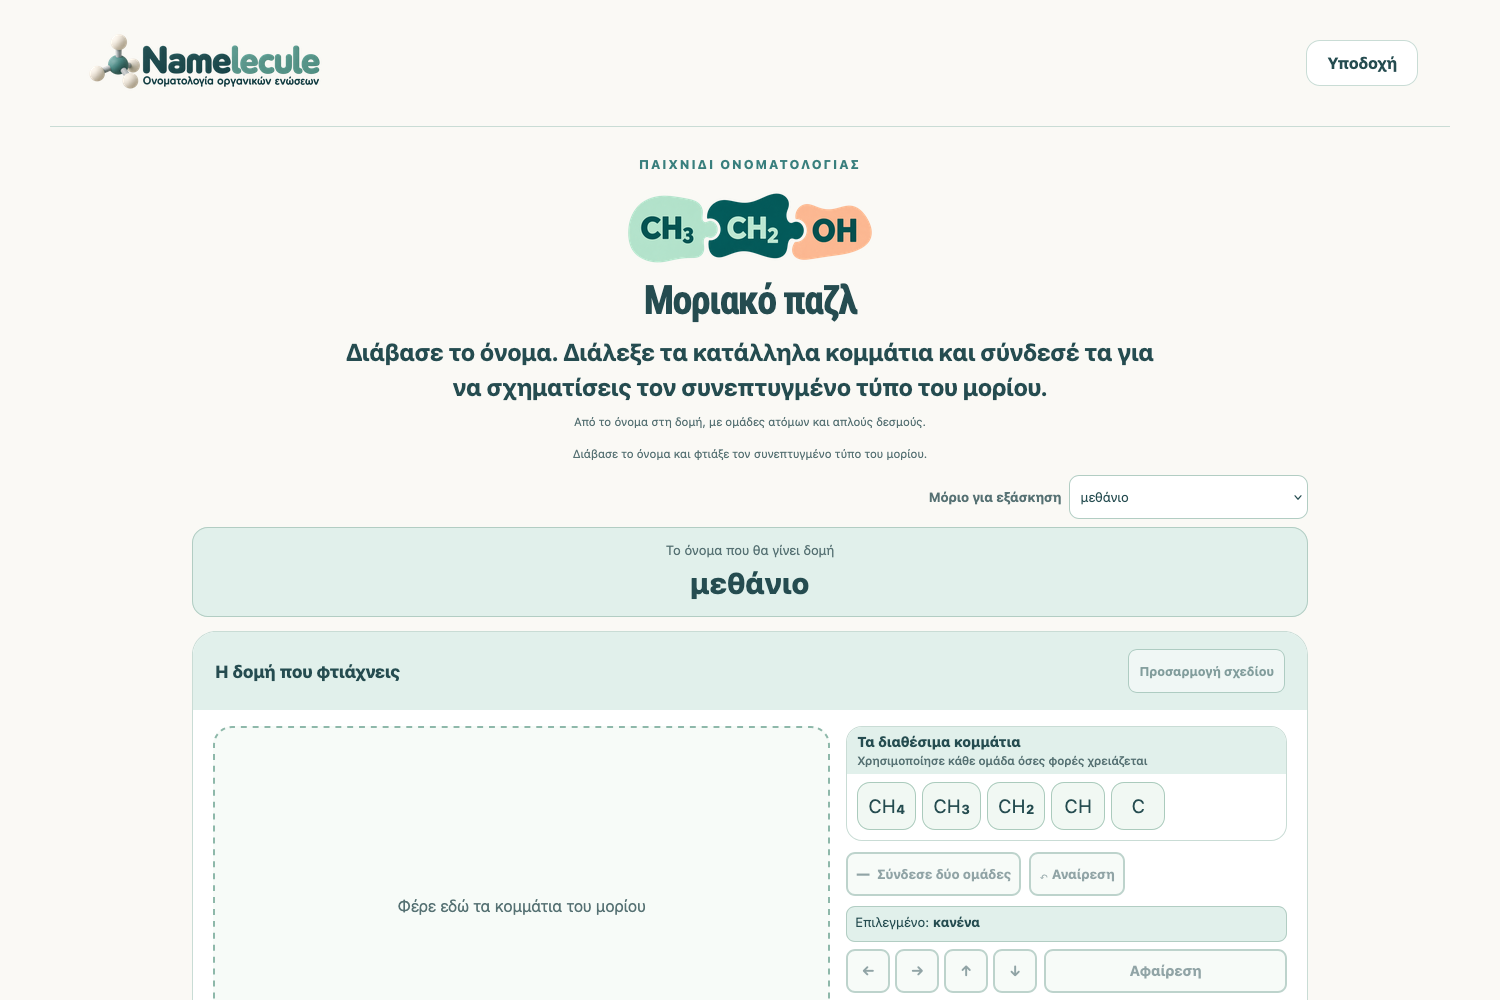 Namelecule
Ονοματολογία οργανικών ενώσεων
Υποδοχή
ΠΑΙΧΝΙΔΙ ΟΝΟΜΑΤΟΛΟΓΙΑΣ
CH₃ CH₂ OH
Μοριακό παζλ
Διάβασε το όνομα. Διάλεξε τα κατάλληλα κομμάτια και σύνδεσέ τα για
να σχηματίσεις τον συνεπτυγμένο τύπο του μορίου.
Από το όνομα στη δομή, με ομάδες ατόμων και απλούς δεσμούς.
Διάβασε το όνομα και φτιάξε τον συνεπτυγμένο τύπο του μορίου.
Μόριο για εξάσκηση μεθάνιο
Το όνομα που θα γίνει δομή
μεθάνιο
Η δομή που φτιάχνεις
Προσαρμογή σχεδίου
Φέρε εδώ τα κομμάτια του μορίου
Τα διαθέσιμα κομμάτια
Χρησιμοποίησε κάθε ομάδα όσες φορές χρειάζεται
CH₄ CH₃ CH₂ CH C
— Σύνδεσε δύο ομάδες ↶ Αναίρεση
Επιλεγμένο: κανένα
← → ↑ ↓ Αφαίρεση